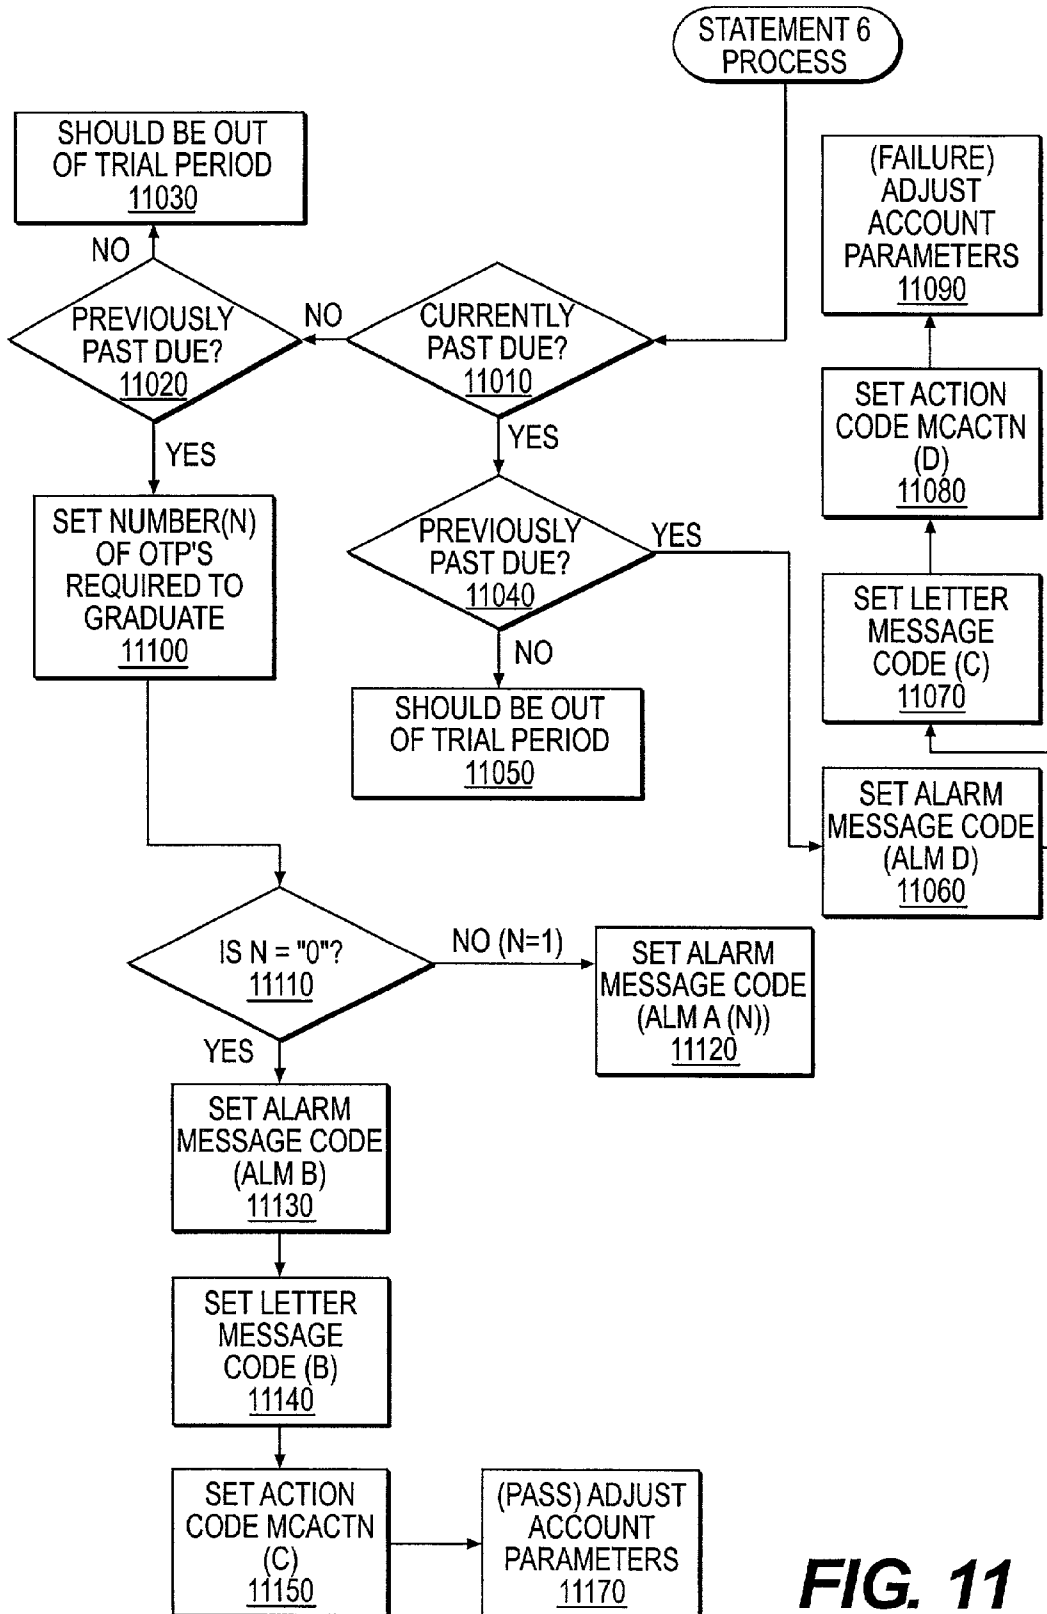 STATEMENT 6
PROCESS
SHOULD BE OUT
OF TRIAL PERIOD
11030
(FAILURE)
ADJUST
ACCOUNT
PARAMETERS
11090
NO
PREVIOUSLY
PAST DUE?
11020
NO
CURRENTLY
PAST DUE?
11010
YES
YES
SET ACTION
CODE MCACTN
(D)
11080
SET NUMBER(N)
OF OTP'S
REQUIRED TO
GRADUATE
11100
PREVIOUSLY
PAST DUE?
11040
YES
NO
SET LETTER
MESSAGE
CODE (C)
11070
SHOULD BE OUT
OF TRIAL PERIOD
11050
SET ALARM
MESSAGE CODE
(ALM D)
11060
IS N = "0"?
11110
NO (N=1)
SET ALARM
MESSAGE CODE
(ALM A (N))
11120
YES
SET ALARM
MESSAGE CODE
(ALM B)
11130
SET LETTER
MESSAGE
CODE (B)
11140
SET ACTION
CODE MCACTN
(C)
11150
(PASS) ADJUST
ACCOUNT
PARAMETERS
11170
FIG. 11